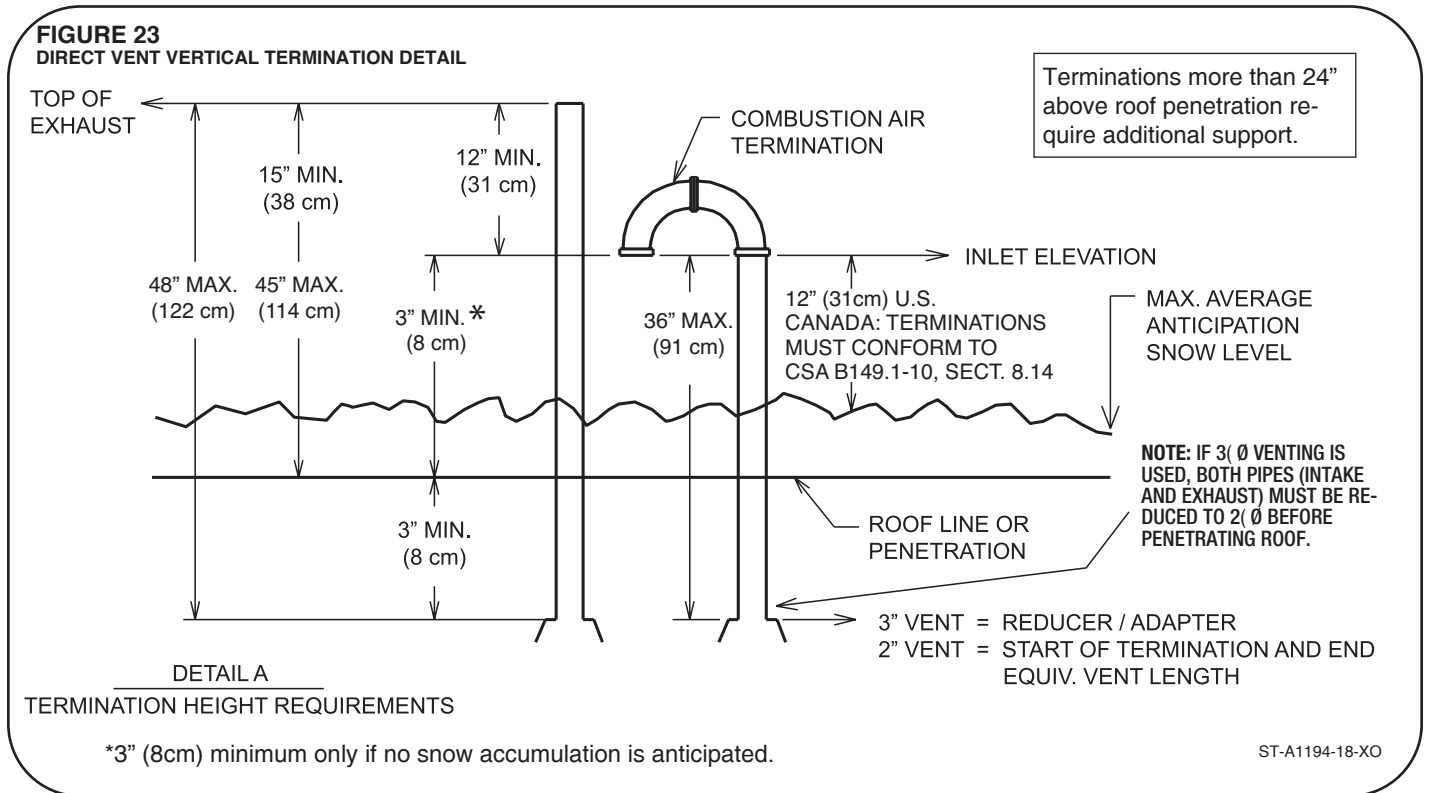 FIGURE 23
DIRECT VENT VERTICAL TERMINATION DETAIL
TOP OF
EXHAUST
15” MIN.
(38 cm)
12” MIN.
(31 cm)
COMBUSTION AIR
TERMINATION
Terminations more than 24”
above roof penetration re-
quire additional support.
INLET ELEVATION
48” MAX.
(122 cm)
45” MAX.
(114 cm)
3” MIN.*
(8 cm)
36” MAX.
(91 cm)
12” (31cm) U.S.
CANADA: TERMINATIONS
MUST CONFORM TO
CSA B149.1-10, SECT. 8.14
MAX. AVERAGE
ANTICIPATION
SNOW LEVEL
NOTE: IF 3( Ø VENTING IS
USED, BOTH PIPES (INTAKE
AND EXHAUST) MUST BE RE-
DUCED TO 2( Ø BEFORE
PENETRATING ROOF.
3” MIN.
(8 cm)
ROOF LINE OR
PENETRATION
3” VENT = REDUCER / ADAPTER
2” VENT = START OF TERMINATION AND END
EQUIV. VENT LENGTH
DETAIL A
TERMINATION HEIGHT REQUIREMENTS
*3” (8cm) minimum only if no snow accumulation is anticipated.
ST-A1194-18-XO